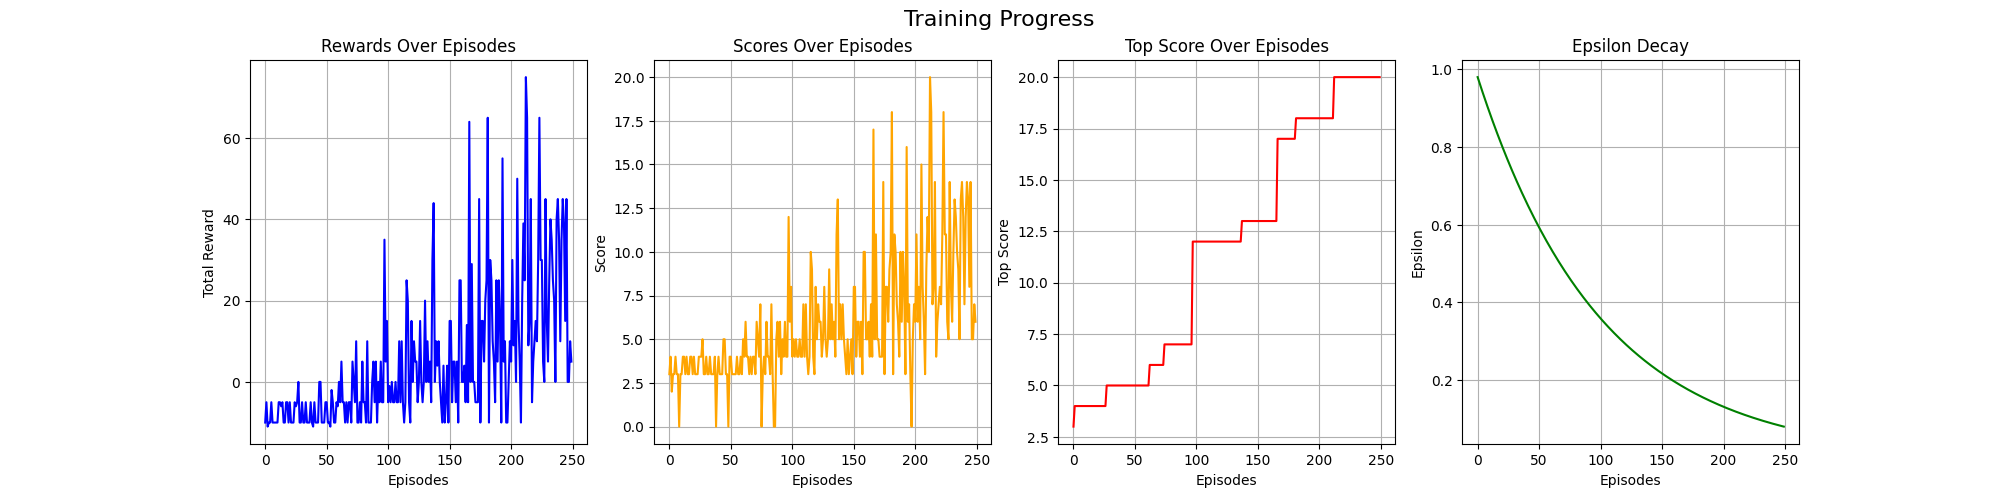 Training Progress
Rewards Over Episodes
Total Reward
60
40
20
0
0 50 100 150 200 250
Episodes
Scores Over Episodes
Score
20.0
17.5
15.0
12.5
10.0
7.5
5.0
2.5
0.0
0 50 100 150 200 250
Episodes
Top Score Over Episodes
Top Score
20.0
17.5
15.0
12.5
10.0
7.5
5.0
2.5
0 50 100 150 200 250
Episodes
Epsilon Decay
Epsilon
1.0
0.8
0.6
0.4
0.2
0 50 100 150 200 250
Episodes